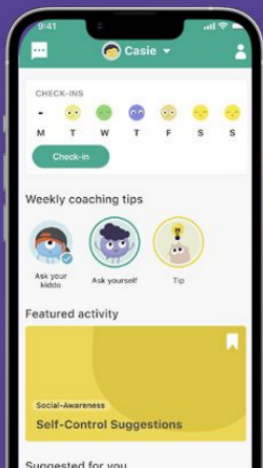 9:41
Casie
CHECK-INS
-
M T W T F S S
Check-in
Weekly coaching tips
Ask your
kiddo
Ask yourself
Tip
Featured activity
Social-Awareness
Self-Control Suggestions
Suggested for you